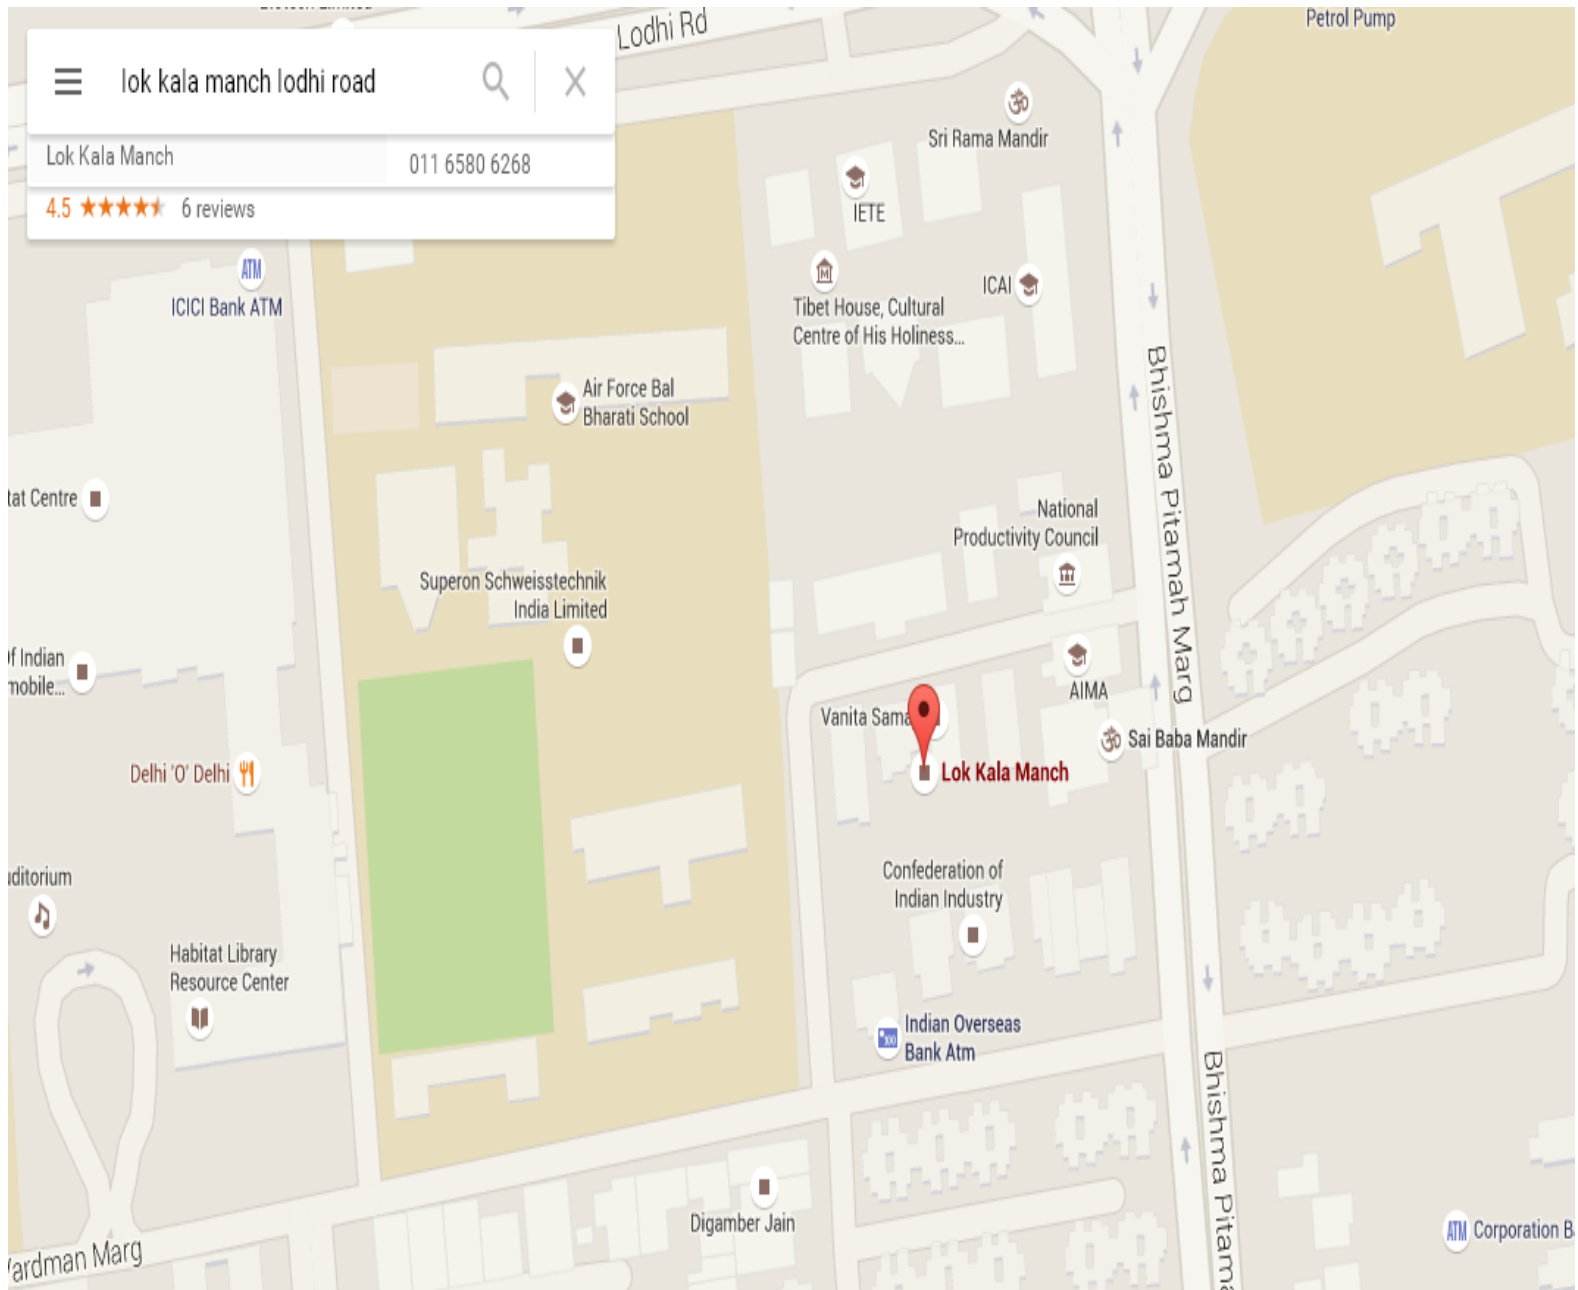 Lodhi Rd
Petrol Pump
lok kala manch lodhi road
Lok Kala Manch
011 6580 6268
4.5
6 reviews
Sri Rama Mandir
IETE
ATM
ICICI Bank ATM
ICAI
Tibet House, Cultural
Centre of His Holiness...
Air Force Bal
Bharati School
Bhishma Pitamah Marg
tat Centre
National
Productivity Council
Superon Schweisstechnik
India Limited
Of Indian
mobile...
AIMA
Vanita Sama
Sai Baba Mandir
Delhi 'O' Delhi
Lok Kala Manch
Confederation of
Indian Industry
uditorium
Habitat Library
Resource Center
Indian Overseas
Bank Atm
Bhishma Pitama
Digamber Jain
ATM
Corporation B
ardman Marg